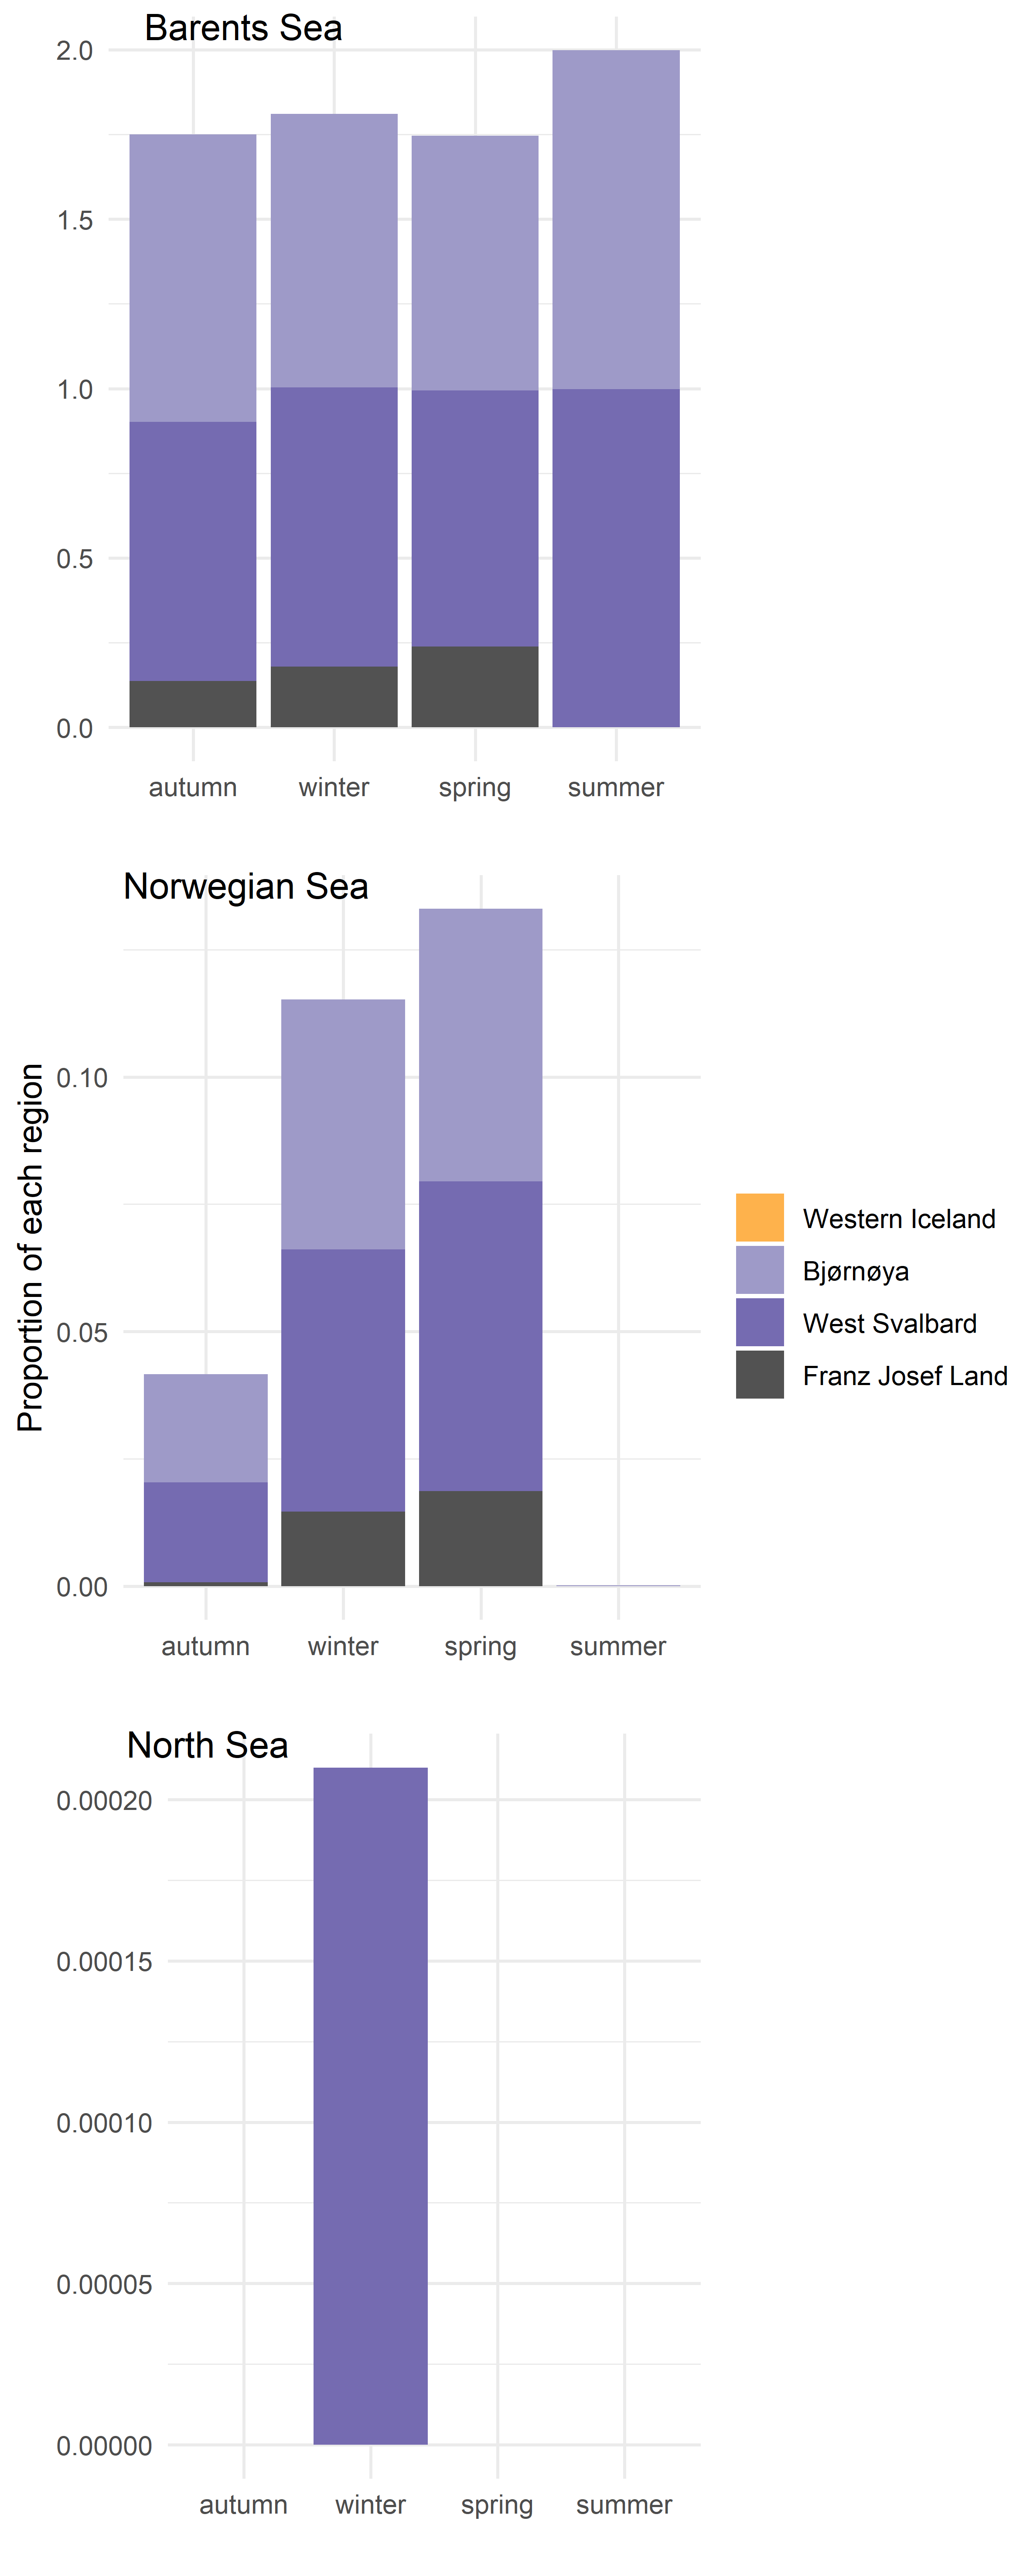 Barents Sea
2.0
1.5
1.0
0.5
0.0
autumn winter spring summer
Norwegian Sea
0.10
0.05
0.00
autumn winter spring summer
Proportion of each region
Western Iceland
Bjørnøya
West Svalbard
Franz Josef Land
North Sea
0.00020
0.00015
0.00010
0.00005
0.00000
autumn winter spring summer